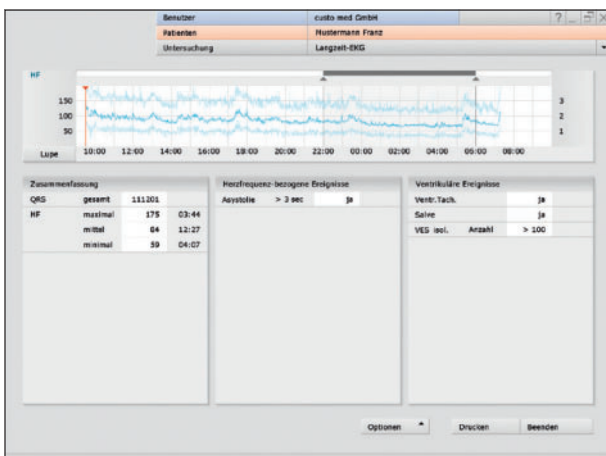 Benutzer custo med GmbH
Patienten Mustermann Franz
Untersuchung Langzeit-EKG
HF
150 3
100 2
50 1
Lupe 10:00 12:00 14:00 16:00 18:00 20:00 22:00 00:00 02:00 04:00 06:00 08:00
Zusammenfassung Herzfrequenz-bezogene Ereignisse Ventrikuläre Ereignisse
QRS gesamt 111201 Asystolie > 3 sec ja Ventr.Tach. ja
HF maximal 175 03:44 Salve ja
mittel 84 12:27 VES isol. Anzahl > 100
minimal 59 04:07
Optionen Drucken Beenden